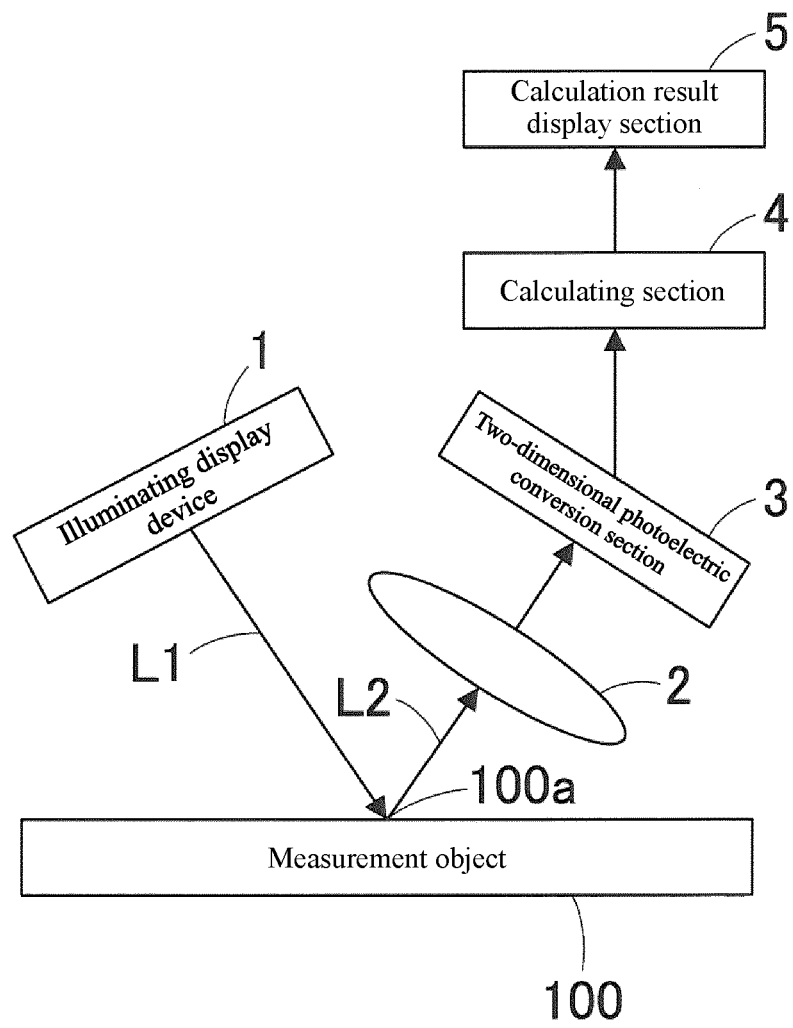 5
Calculation result
display section
4
Calculating section
1
Illuminating display
device
Two-dimensional photoelectric
conversion section
3
L1
L2
2
100a
Measurement object
100